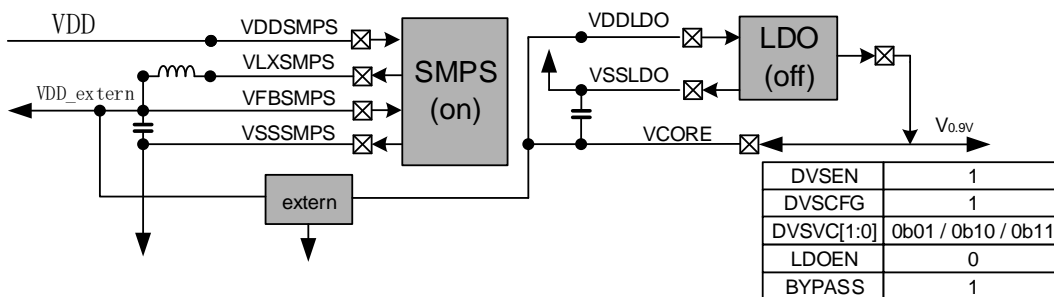 VDD
VDDSMPS
VLXSMPS
VDD_extern
VFBSMPS
VSSSMPS
SMPS
(on)
extern
VDDLDO
VSSLDO
VCORE
LDO
(off)
V0.9V
DVSEN 1
DVSCFG 1
DVSVC[1:0] 0b01 / 0b10 / 0b11
LDOEN 0
BYPASS 1